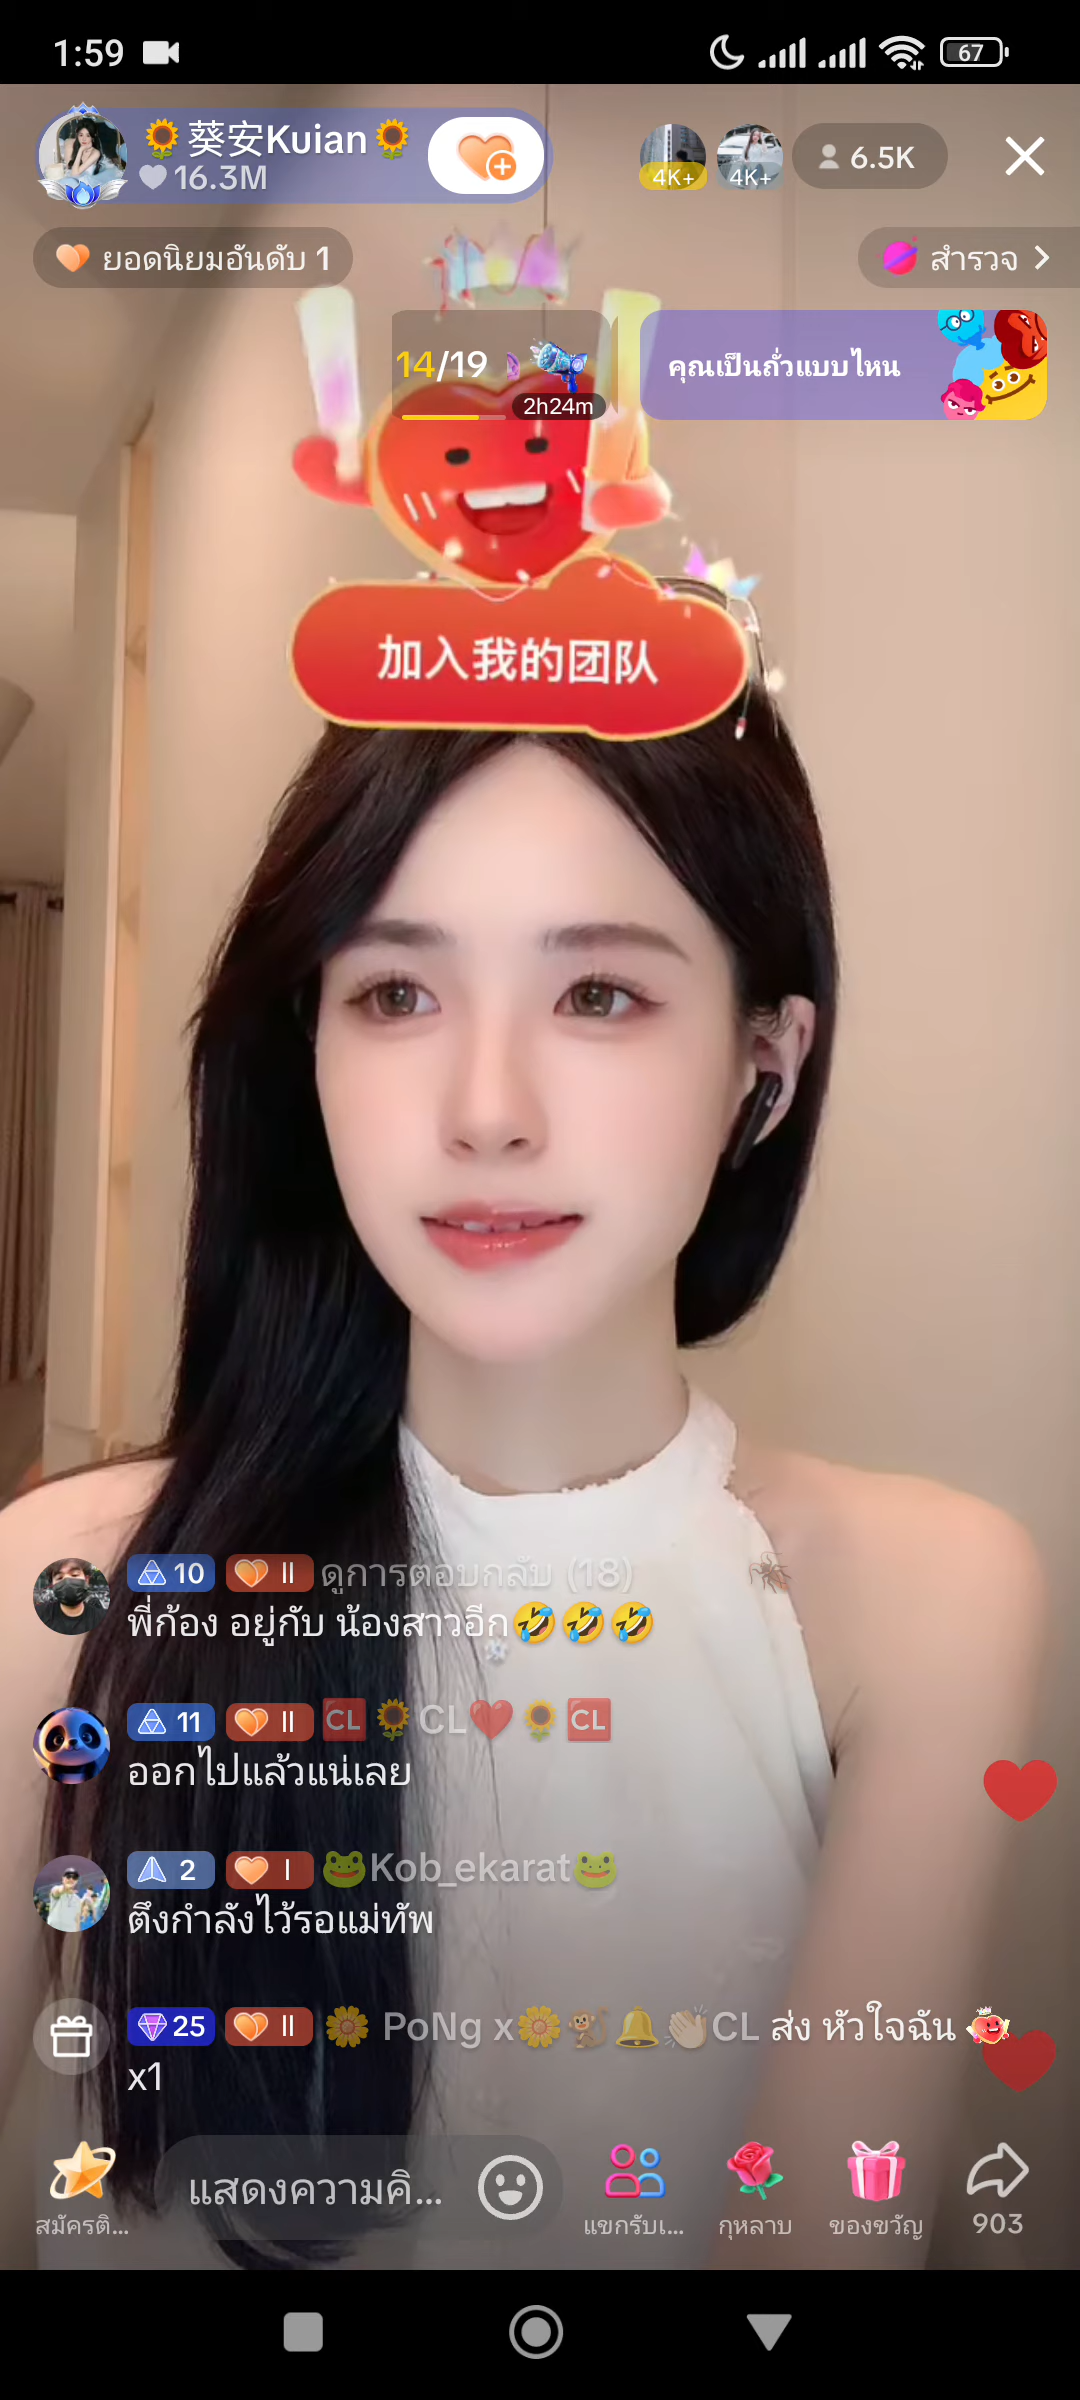 1:59
67
🌻葵安Kuian🌻
16.3M
4K+
4K+
6.5K
ยอดนิยมอันดับ 1
สำรวจ
14/19
2h24m
คุณเป็นถั่วแบบไหน
加入我的团队
10 II ดูการตอบกลับ (18)
พี่ก้อง อยู่กับ น้องสาวอีก🤣🤣🤣
11 II 🆑🌻CL❤️🌻🆑
ออกไปแล้วแน่เลย
2 I 🐸Kob_ekarat🐸
ตึงกำลังไว้รอแม่ทัพ
25 II 🌼 PoNg x🌼🐒🔔👏CL ส่ง หัวใจฉัน
x1
แสดงความคิ...
สมัครติ...
แขกรับเ...
กุหลาบ
ของขวัญ
903